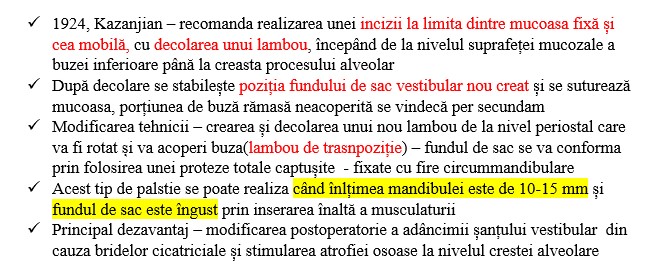 ✓ 1924, Kazanjian – recomanda realizarea unei incizii la limita dintre mucoasa fixă și
cea mobilă, cu decolarea unui lambou, începând de la nivelul suprafeței mucozale a
buzei inferioare până la creasta procesului alveolar
✓ După decolare se stabilește poziția fundului de sac vestibular nou creat și se suturează
mucoasa, porțiunea de buză rămasă neacoperită se vindecă per secundam
✓ Modificarea tehnicii – crearea și decolarea unui nou lambou de la nivel periostal care
va fi rotat și va acoperi buza(lambou de trasnpoziție) – fundul de sac se va conforma
prin folosirea unei proteze totale captușite - fixate cu fire circummandibulare
✓ Acest tip de palstie se poate realiza când înlțimea mandibulei este de 10-15 mm și
fundul de sac este îngust prin inserarea înaltă a musculaturii
✓ Principal dezavantaj – modificarea postoperatorie a adâncimii șanțului vestibular din
cauza bridelor cicatriciale și stimularea atrofiei osoase la nivelul crestei alveolare